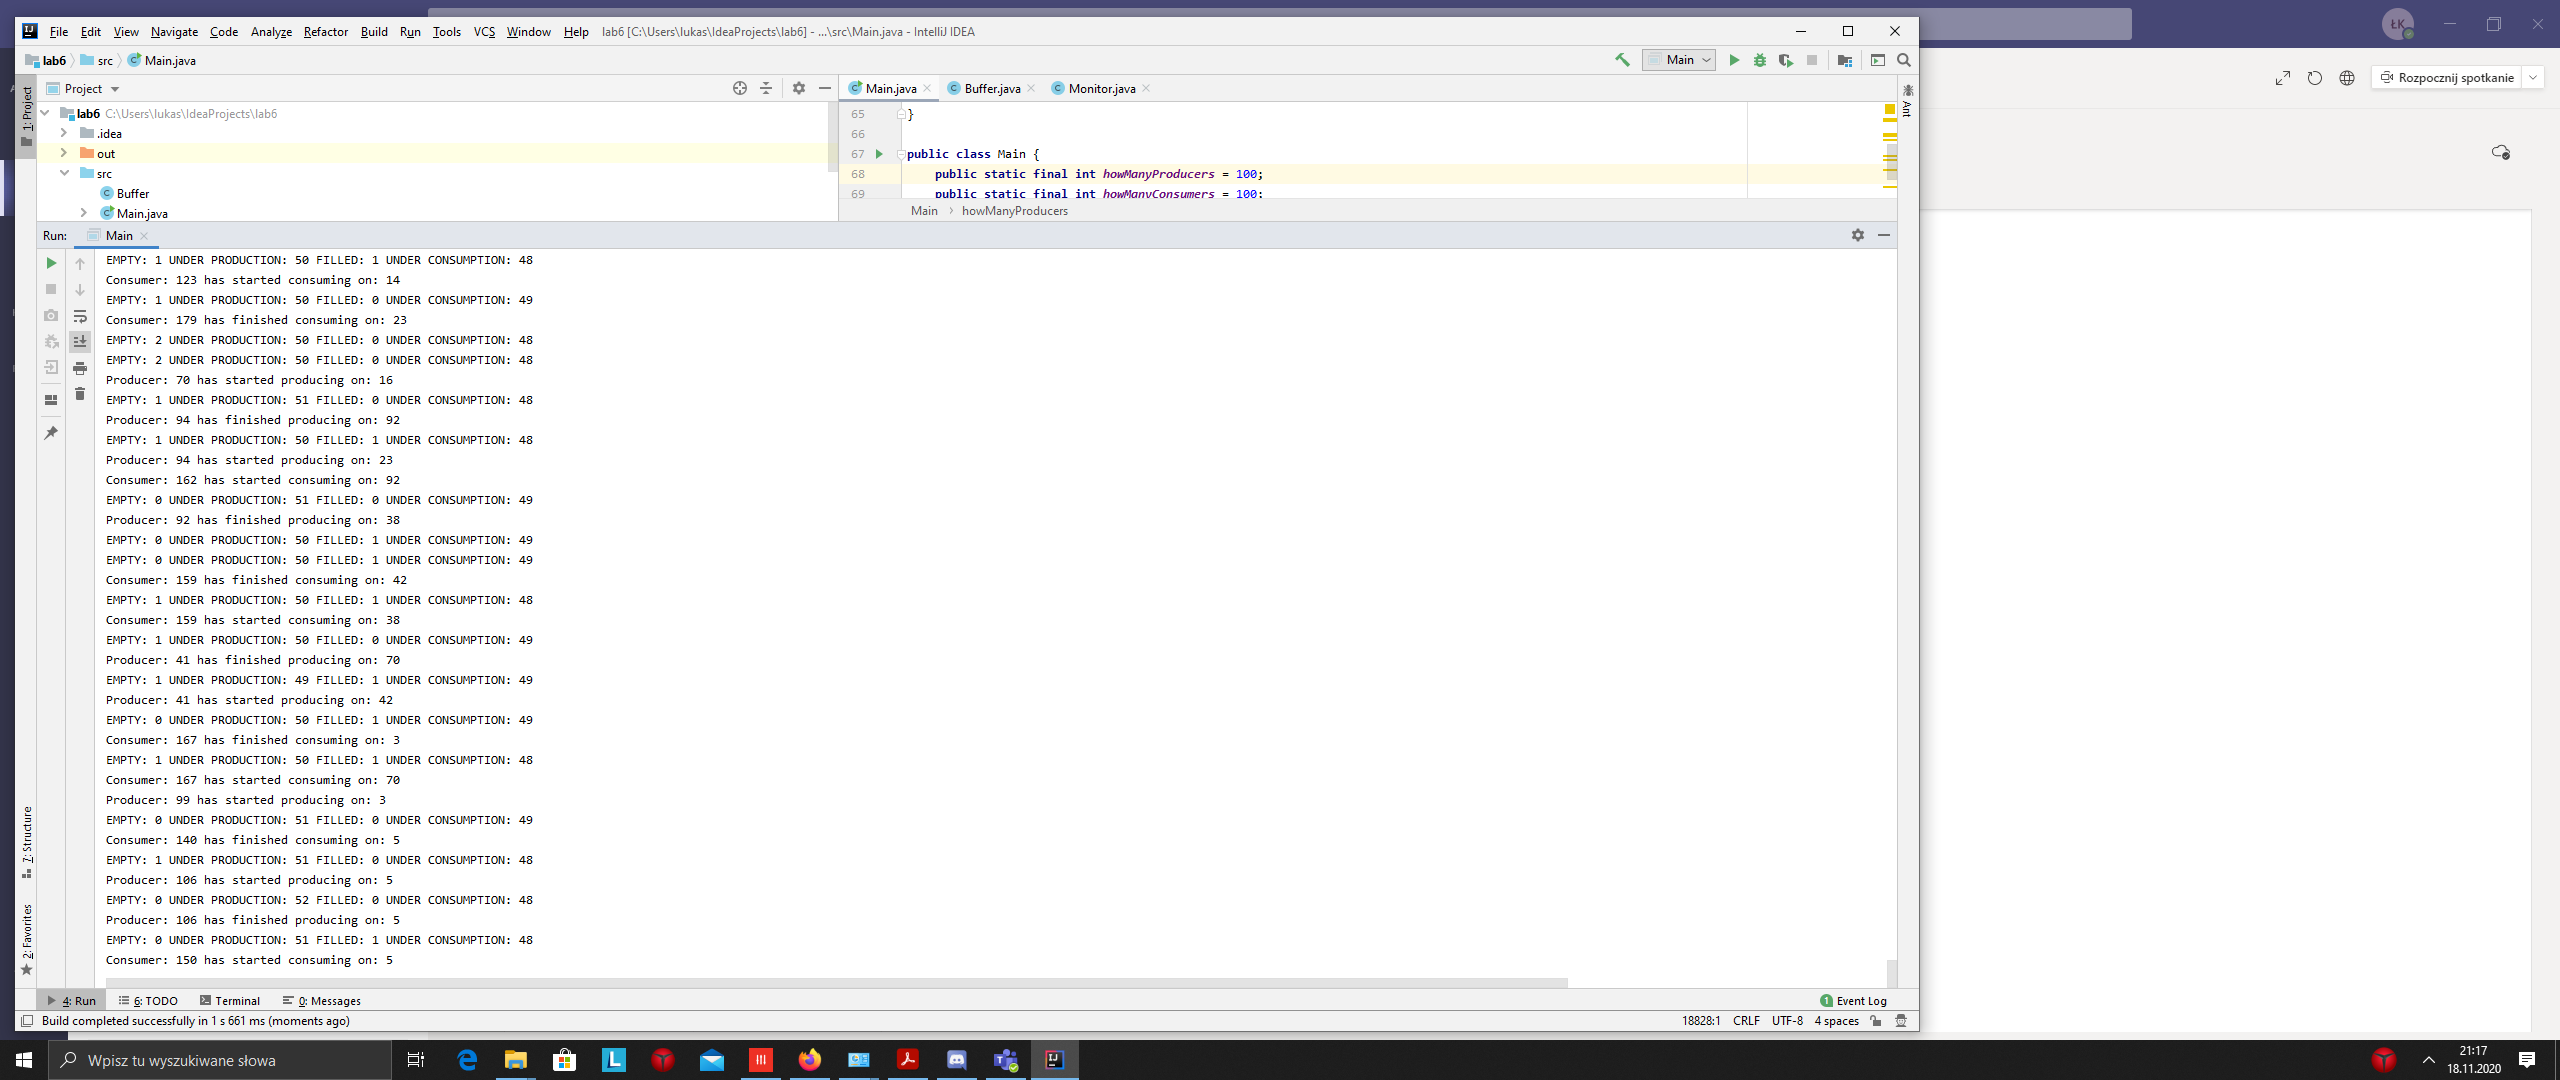 File Edit View Navigate Code Analyze Refactor Build Run Tools VCS Window Help lab6 [C:\Users\lukas\IdeaProjects\lab6] - ...\src\Main.java - IntelliJ IDEA
ŁK
lab6 src Main.java
Main
Rozpocznij spotkanie
1: Project
Project
Main.java Buffer.java Monitor.java
Ant
lab6 C:\Users\lukas\IdeaProjects\lab6
.idea
out
src
Buffer
Main.java
65 }
66
67 public class Main {
68 public static final int howManyProducers = 100;
69 public static final int howManyConsumers = 100;
Main howManyProducers
Run: Main
EMPTY: 1 UNDER PRODUCTION: 50 FILLED: 1 UNDER CONSUMPTION: 48
Consumer: 123 has started consuming on: 14
EMPTY: 1 UNDER PRODUCTION: 50 FILLED: 0 UNDER CONSUMPTION: 49
Consumer: 179 has finished consuming on: 23
EMPTY: 2 UNDER PRODUCTION: 50 FILLED: 0 UNDER CONSUMPTION: 48
EMPTY: 2 UNDER PRODUCTION: 50 FILLED: 0 UNDER CONSUMPTION: 48
Producer: 70 has started producing on: 16
EMPTY: 1 UNDER PRODUCTION: 51 FILLED: 0 UNDER CONSUMPTION: 48
Producer: 94 has finished producing on: 92
EMPTY: 1 UNDER PRODUCTION: 50 FILLED: 1 UNDER CONSUMPTION: 48
Producer: 94 has started producing on: 23
Consumer: 162 has started consuming on: 92
EMPTY: 0 UNDER PRODUCTION: 51 FILLED: 0 UNDER CONSUMPTION: 49
Producer: 92 has finished producing on: 38
EMPTY: 0 UNDER PRODUCTION: 50 FILLED: 1 UNDER CONSUMPTION: 49
EMPTY: 0 UNDER PRODUCTION: 50 FILLED: 1 UNDER CONSUMPTION: 49
Consumer: 159 has finished consuming on: 42
EMPTY: 1 UNDER PRODUCTION: 50 FILLED: 1 UNDER CONSUMPTION: 48
Consumer: 159 has started consuming on: 38
EMPTY: 1 UNDER PRODUCTION: 50 FILLED: 0 UNDER CONSUMPTION: 49
Producer: 41 has finished producing on: 70
EMPTY: 1 UNDER PRODUCTION: 49 FILLED: 1 UNDER CONSUMPTION: 49
Producer: 41 has started producing on: 42
EMPTY: 0 UNDER PRODUCTION: 50 FILLED: 1 UNDER CONSUMPTION: 49
Consumer: 167 has finished consuming on: 3
EMPTY: 1 UNDER PRODUCTION: 50 FILLED: 1 UNDER CONSUMPTION: 48
Consumer: 167 has started consuming on: 70
Producer: 99 has started producing on: 3
EMPTY: 0 UNDER PRODUCTION: 51 FILLED: 0 UNDER CONSUMPTION: 49
Consumer: 140 has finished consuming on: 5
EMPTY: 1 UNDER PRODUCTION: 51 FILLED: 0 UNDER CONSUMPTION: 48
Producer: 106 has started producing on: 5
EMPTY: 0 UNDER PRODUCTION: 52 FILLED: 0 UNDER CONSUMPTION: 48
Producer: 106 has finished producing on: 5
EMPTY: 0 UNDER PRODUCTION: 51 FILLED: 1 UNDER CONSUMPTION: 48
Consumer: 150 has started consuming on: 5
7: Structure
2: Favorites
4: Run 6: TODO Terminal 0: Messages
1 Event Log
Build completed successfully in 1 s 661 ms (moments ago)
18828:1 CRLF UTF-8 4 spaces
Wpisz tu wyszukiwane słowa
21:17
18.11.2020